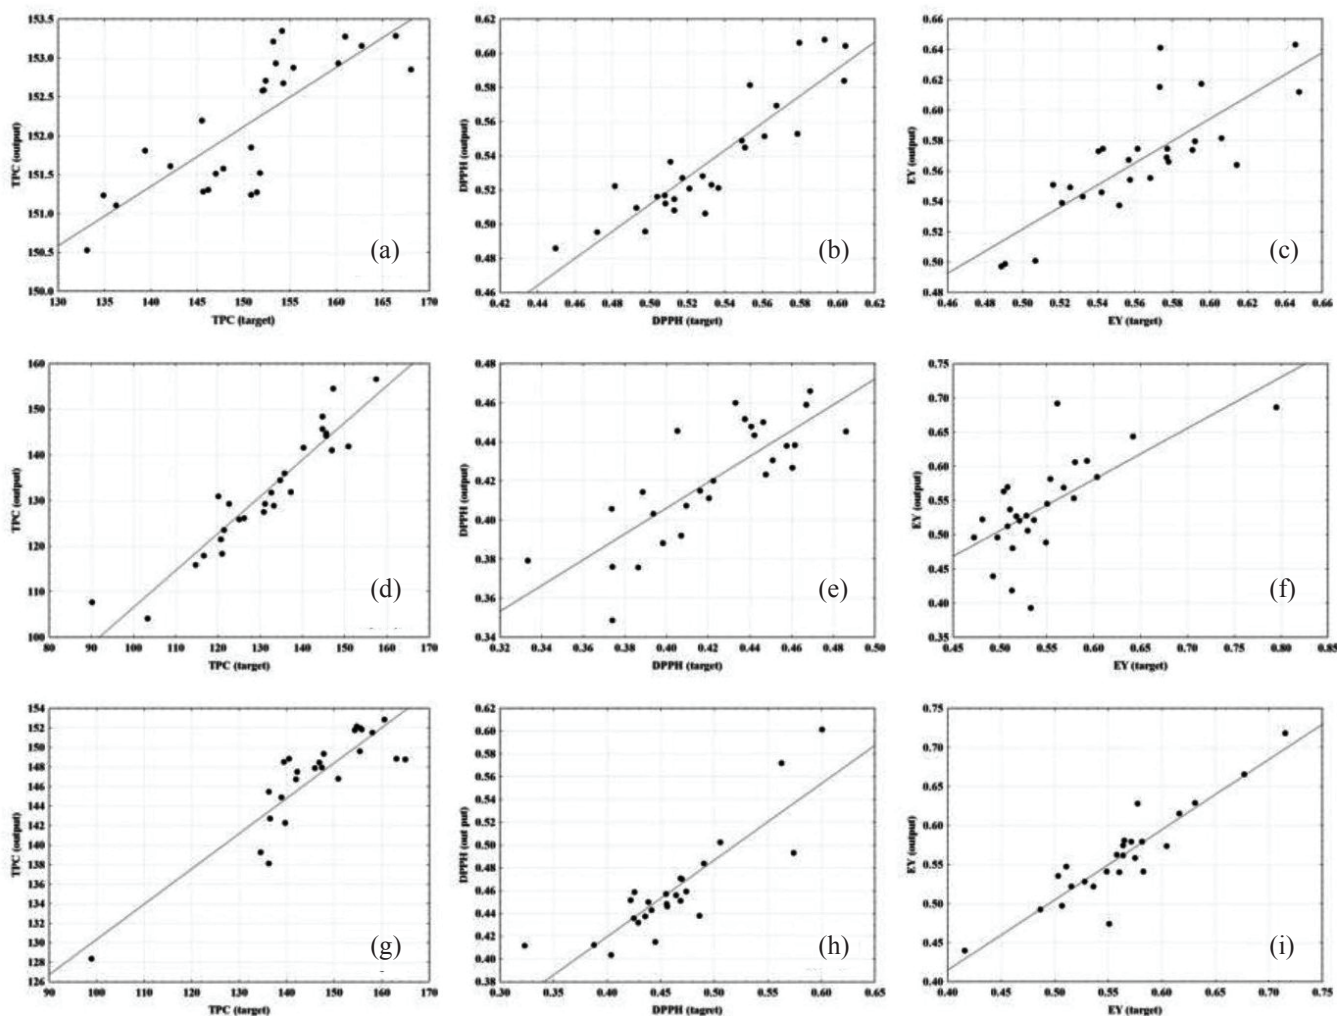 153.5
153.0
152.5
152.0
151.5
151.0
150.5
150.0
TPC (output)
130 135 140 145 150 155 160 165 170
TPC (target)
(a)
0.62
0.60
0.58
0.56
0.54
0.52
0.50
0.48
0.46
DPPH (output)
0.42 0.44 0.46 0.48 0.50 0.52 0.54 0.56 0.58 0.60 0.62
DPPH (target)
(b)
0.66
0.64
0.62
0.60
0.58
0.56
0.54
0.52
0.50
0.48
EY (output)
0.46 0.48 0.50 0.52 0.54 0.56 0.58 0.60 0.62 0.64 0.66
EY (target)
(c)
160
150
140
130
120
110
100
TPC (output)
80 90 100 110 120 130 140 150 160 170
TPC (target)
(d)
0.48
0.46
0.44
0.42
0.40
0.38
0.36
0.34
DPPH (output)
0.32 0.34 0.36 0.38 0.40 0.42 0.44 0.46 0.48 0.50
DPPH (target)
(e)
0.75
0.70
0.65
0.60
0.55
0.50
0.45
0.40
0.35
EY (output)
0.45 0.50 0.55 0.60 0.65 0.70 0.75 0.80 0.85
EY (target)
(f)
154
152
150
148
146
144
142
140
138
136
134
132
130
128
126
TPC (output)
90 100 110 120 130 140 150 160 170
TPC (target)
(g)
0.62
0.60
0.58
0.56
0.54
0.52
0.50
0.48
0.46
0.44
0.42
0.40
0.38
DPPH (out put)
0.30 0.35 0.40 0.45 0.50 0.55 0.60 0.65
DPPH (tagret)
(h)
0.75
0.70
0.65
0.60
0.55
0.50
0.45
0.40
EY (output)
0.40 0.45 0.50 0.55 0.60 0.65 0.70 0.75
EY (target)
(i)